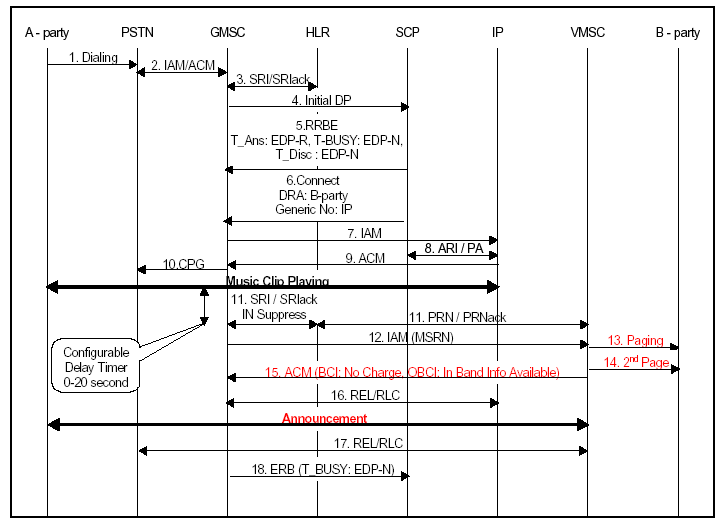 A - party PSTN GMSC HLR SCP IP VMSC B - party
1. Dialing
2. IAM/ACM
3. SRI/SRIack
4. Initial DP
5.RRBE
T_Ans: EDP-R, T-BUSY: EDP-N,
T_Disc : EDP-N
6.Connect
DRA: B-party
Generic No: IP
7. IAM
8. ARI / PA
9. ACM
10.CPG
Music Clip Playing
11. SRI / SRIack
IN Suppress
11. PRN / PRNack
12. IAM (MSRN)
13. Paging
Configurable
Delay Timer
0-20 second
14. 2nd Page
15. ACM (BCI: No Charge, OBCI: In Band Info Available)
16. REL/RLC
Announcement
17. REL/RLC
18. ERB (T_BUSY: EDP-N)